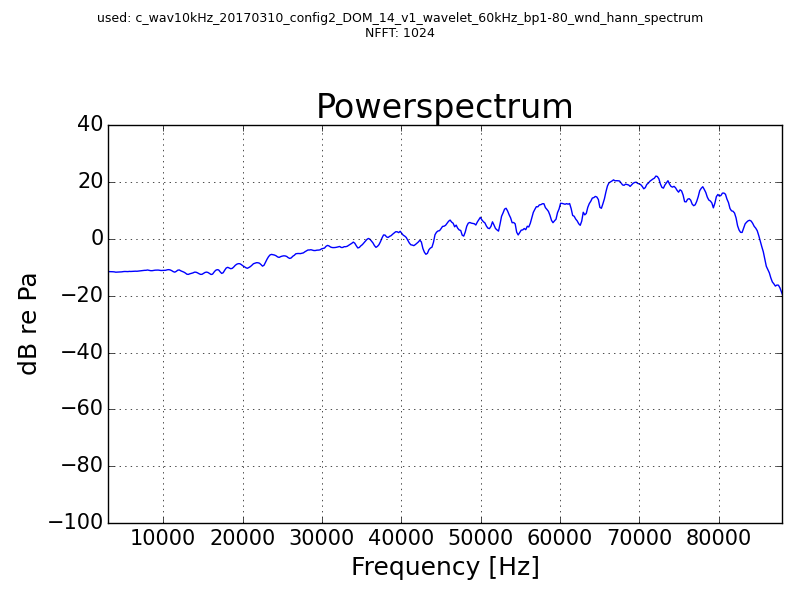 used: c_wav10kHz_20170310_config2_DOM_14_v1_wavelet_60kHz_bp1-80_wnd_hann_spectrum
NFFT: 1024
Powerspectrum
40
20
0
−20
−40
−60
−80
−100
dB re Pa
10000 20000 30000 40000 50000 60000 70000 80000
Frequency [Hz]